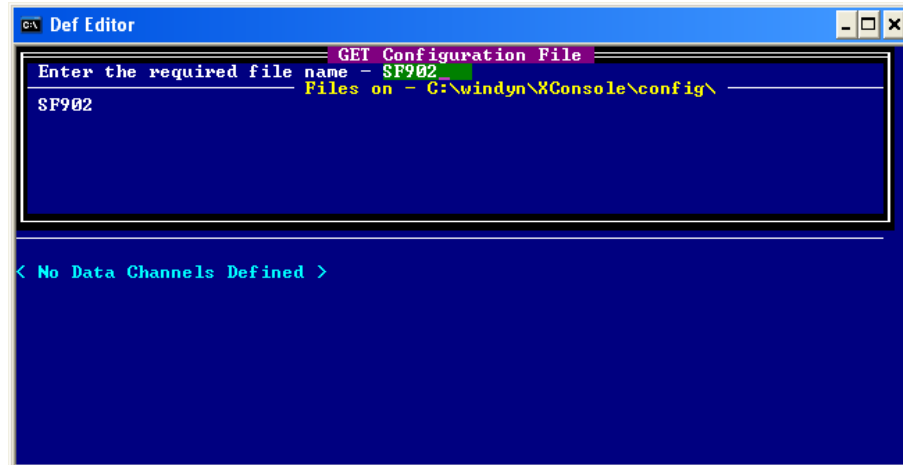 Def Editor
GET Configuration File
Enter the required file name - SF902_
Files on - C:\windyn\XConsole\config\
SF902
< No Data Channels Defined >